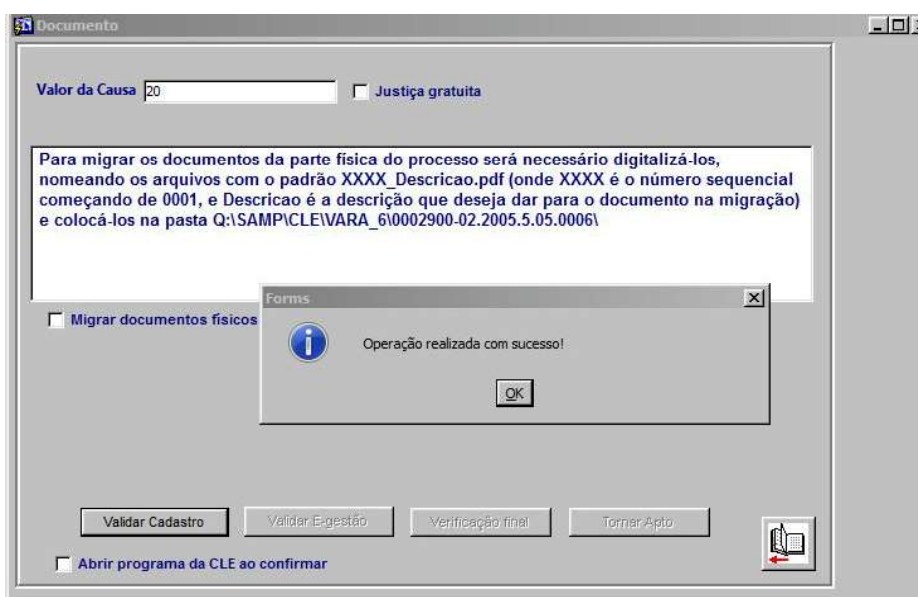 Documento
Valor da Causa 20
Justiça gratuita
Para migrar os documentos da parte física do processo será necessário digitalizá-los,
nomeando os arquivos com o padrão XXXX_Descricao.pdf (onde XXXX é o número sequencial
começando de 0001, e Descricao é a descrição que deseja dar para o documento na migração)
e colocá-los na pasta Q:\SAMP\CLE\VARA_6\0002900-02.2005.5.05.0006\
Forms
Migrar documentos físicos
Operação realizada com sucesso!
OK
Validar Cadastro
Validar E-gestão
Verificação final
Tornar Apto
Abrir programa da CLE ao confirmar